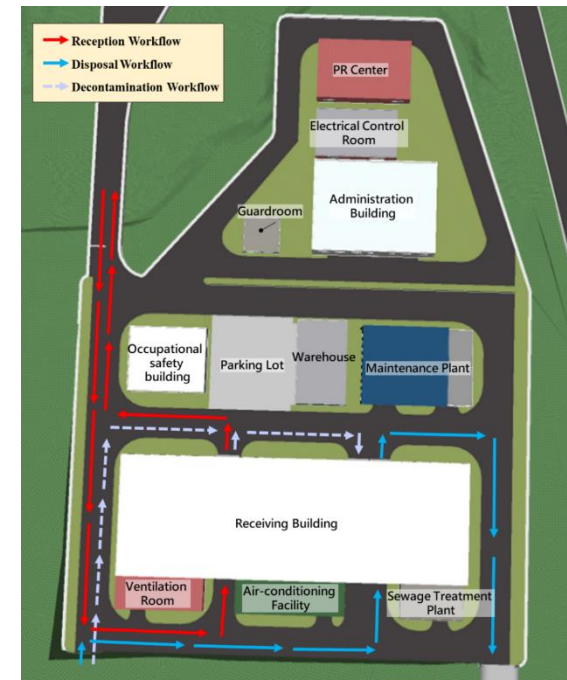 Reception Workflow
Disposal Workflow
Decontamination Workflow
PR Center
Electrical Control
Room
Administration
Building
Guardroom
Occupational
safety
building
Parking Lot
Warehouse
Maintenance Plant
Receiving Building
Ventilation
Room
Air-conditioning
Facility
Sewage Treatment
Plant